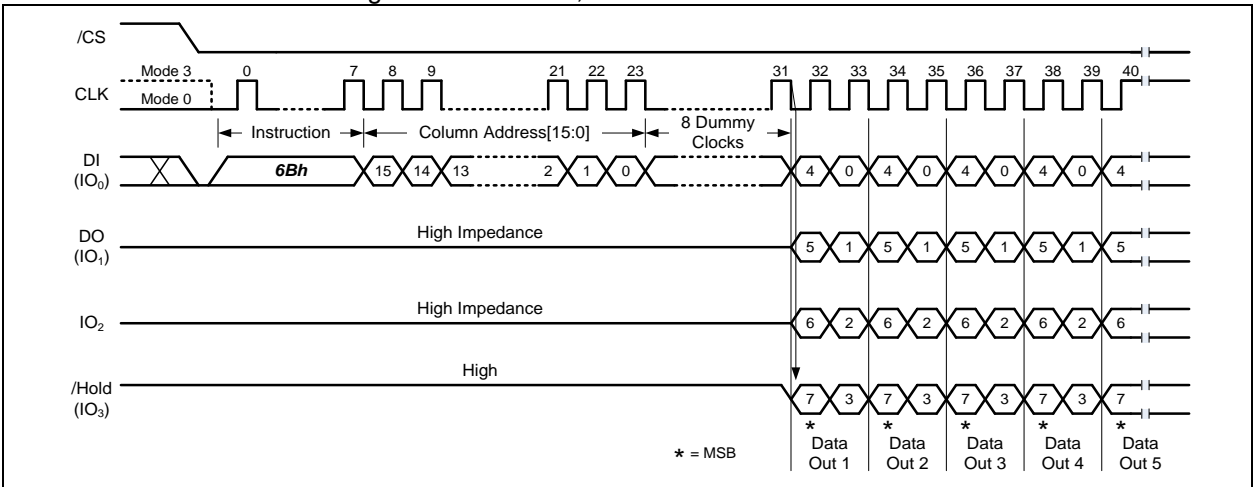 /CS
Mode 3 0 7 8 9 21 22 23 31 32 33 34 35 36 37 38 39 40
CLK
Mode 0
Instruction Column Address[15:0] 8 Dummy
Clocks
DI
(IO0) 6Bh 15 14 13 2 1 0 4 0 4 0 4 0 4 0 4
High Impedance
DO
(IO1) 5 1 5 1 5 1 5 1 5
High Impedance
IO2 6 2 6 2 6 2 6 2 6
High
/Hold
(IO3) 7 3 7 3 7 3 7 3 7
* * * * *
* = MSB
Data Data Data Data Data
Out 1 Out 2 Out 3 Out 4 Out 5